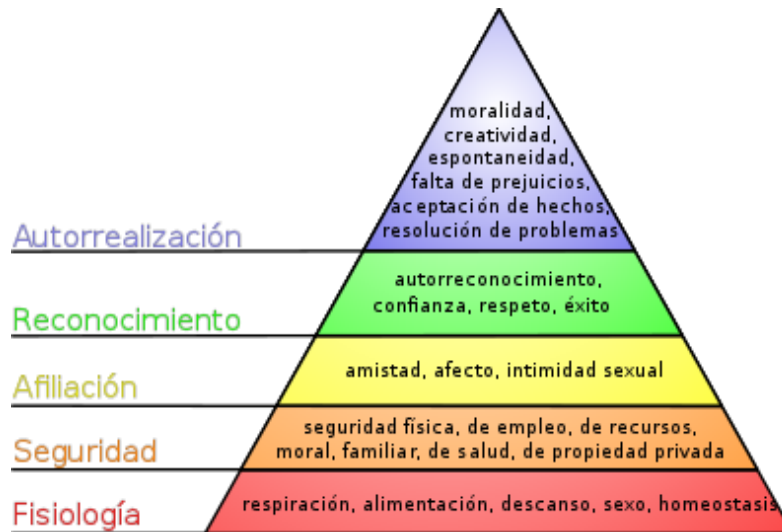 moralidad,
creatividad,
espontaneidad,
falta de prejuicios,
aceptación de hechos,
resolución de problemas
Autorrealización
autorreconocimiento,
confianza, respeto, éxito
Reconocimiento
amistad, afecto, intimidad sexual
Afiliación
seguridad física, de empleo, de recursos,
moral, familiar, de salud, de propiedad privada
Seguridad
respiración, alimentación, descanso, sexo, homeostasis
Fisiología